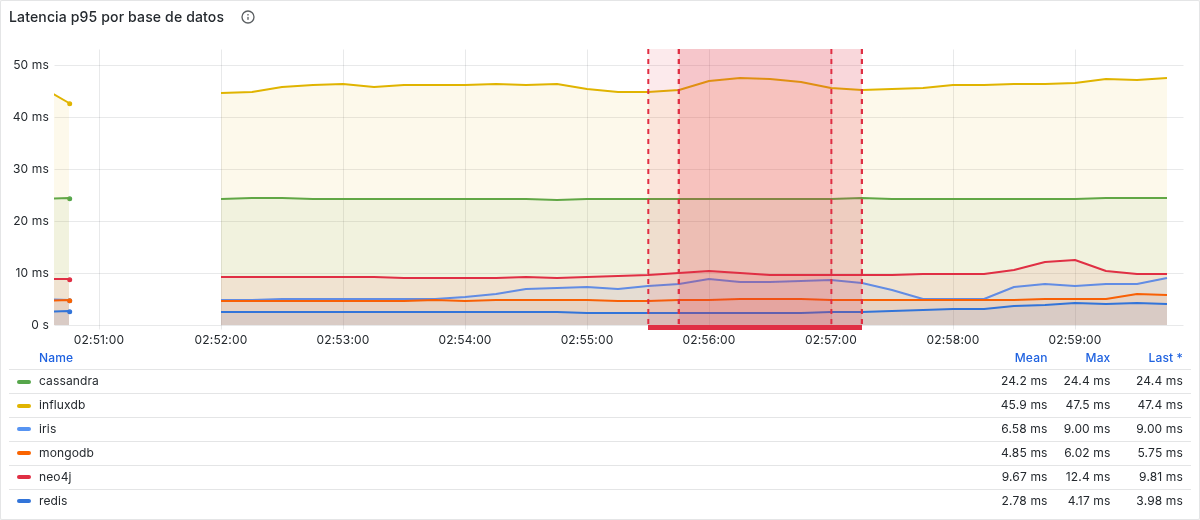 Latencia p95 por base de datos
50 ms
40 ms
30 ms
20 ms
10 ms
0 s
02:51:00 02:52:00 02:53:00 02:54:00 02:55:00 02:56:00 02:57:00 02:58:00 02:59:00
Name Mean Max Last *
cassandra 24.2 ms 24.4 ms 24.4 ms
influxdb 45.9 ms 47.5 ms 47.4 ms
iris 6.58 ms 9.00 ms 9.00 ms
mongodb 4.85 ms 6.02 ms 5.75 ms
neo4j 9.67 ms 12.4 ms 9.81 ms
redis 2.78 ms 4.17 ms 3.98 ms